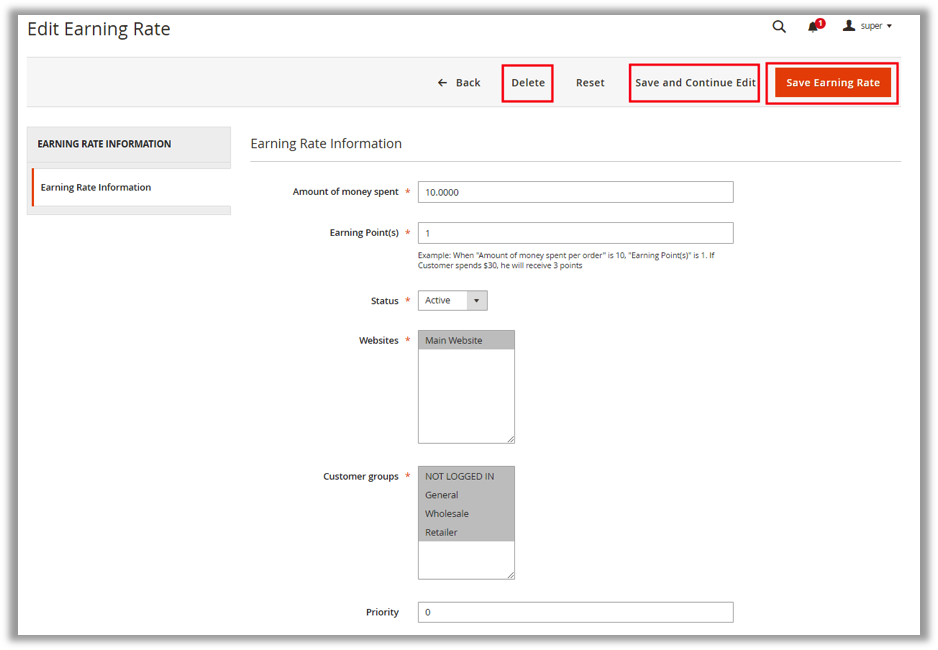 Edit Earning Rate
1
super
← Back
Delete
Reset
Save and Continue Edit
Save Earning Rate
EARNING RATE INFORMATION
Earning Rate Information
Earning Rate Information
Amount of money spent *
10.0000
Earning Point(s) *
1
Example: When "Amount of money spent per order" is 10, "Earning Point(s)" is 1. If
Customer spends $30, he will receive 3 points
Status *
Active
Websites *
Main Website
Customer groups *
NOT LOGGED IN
General
Wholesale
Retailer
Priority
0